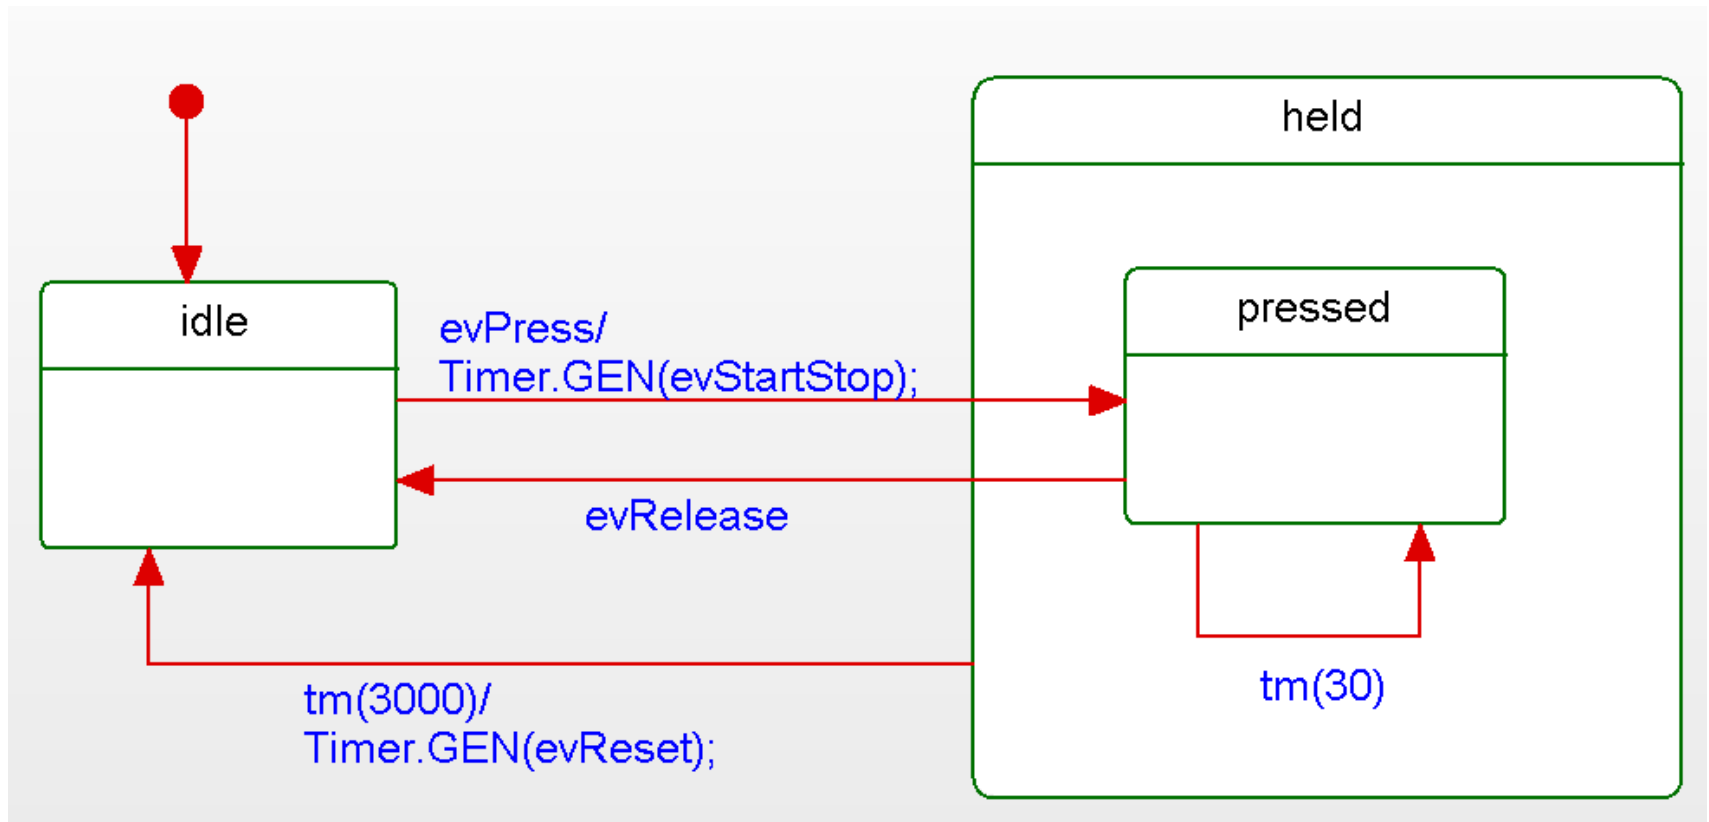 held
idle
pressed
evPress/
Timer.GEN(evStartStop);
evRelease
tm(30)
tm(3000)/
Timer.GEN(evReset);